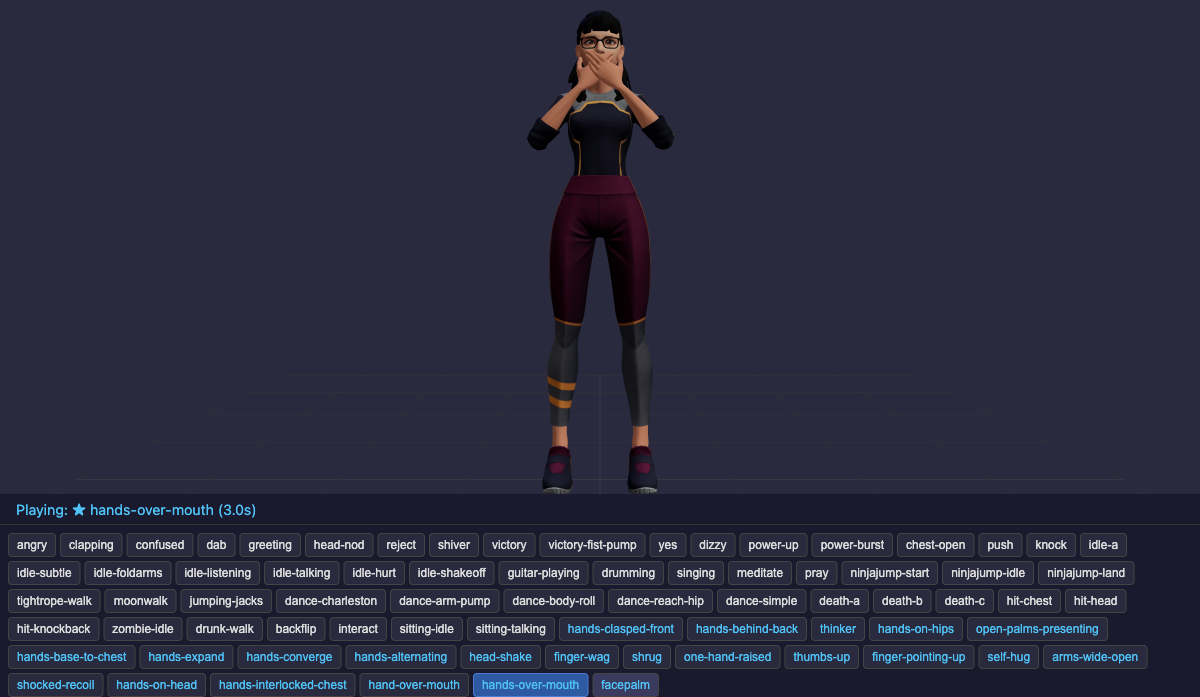 Playing: ★ hands-over-mouth (3.0s)
angry clapping confused dab greeting head-nod reject shiver victory victory-fist-pump yes dizzy power-up power-burst chest-open push knock idle-a
idle-subtle idle-foldarms idle-listening idle-talking idle-hurt idle-shakeoff guitar-playing drumming singing meditate pray ninjajump-start ninjajump-idle ninjajump-land
tightrope-walk moonwalk jumping-jacks dance-charleston dance-arm-pump dance-body-roll dance-reach-hip dance-simple death-a death-b death-c hit-chest hit-head
hit-knockback zombie-idle drunk-walk backflip interact sitting-idle sitting-talking hands-clasped-front hands-behind-back thinker hands-on-hips open-palms-presenting
hands-base-to-chest hands-expand hands-converge hands-alternating head-shake finger-wag shrug one-hand-raised thumbs-up finger-pointing-up self-hug arms-wide-open
shocked-recoil hands-on-head hands-interlocked-chest hand-over-mouth hands-over-mouth facepalm